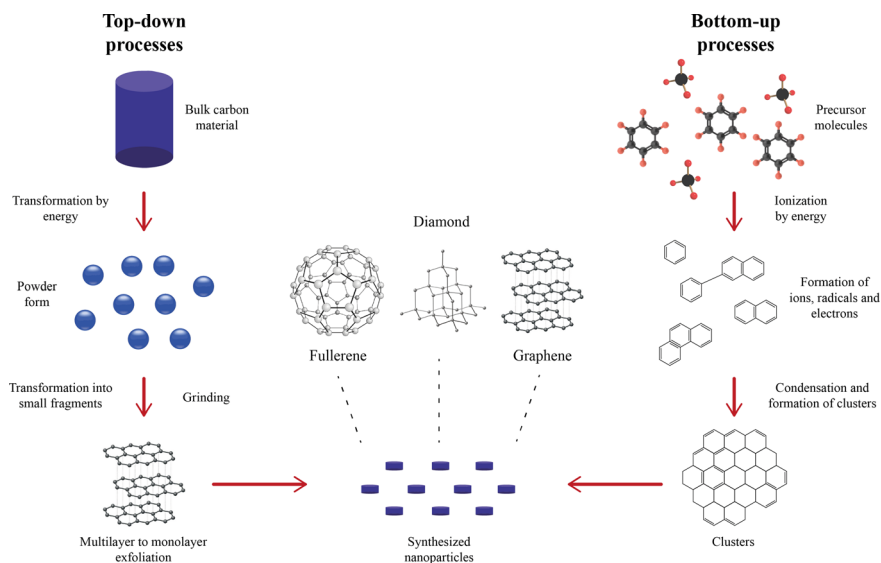 Top-down
processes
Bulk carbon
material
Transformation by
energy
Powder
form
Transformation into
small fragments
Grinding
Multilayer to monolayer
exfoliation
Diamond
Fullerene
Graphene
Synthesized
nanoparticles
Bottom-up
processes
Precursor
molecules
Ionization
by energy
Formation of
ions, radicals and
electrons
Condensation and
formation of clusters
Clusters